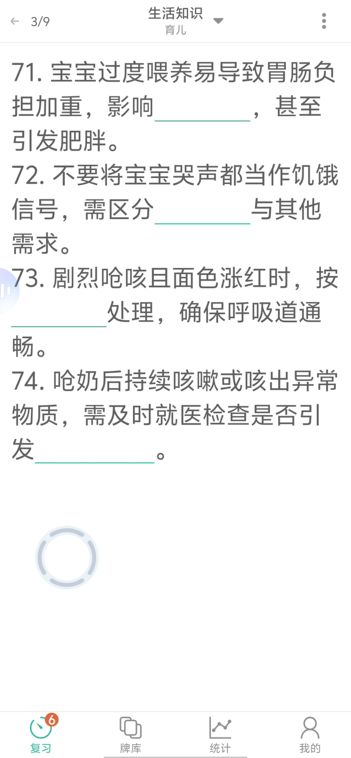 3/9
生活知识
育儿
71. 宝宝过度喂养易导致胃肠负
担加重，影响________，甚至
引发肥胖。
72. 不要将宝宝哭声都当作饥饿
信号，需区分________与其他
需求。
73. 剧烈呛咳且面色涨红时，按
________处理，确保呼吸道通
畅。
74. 呛奶后持续咳嗽或咳出异常
物质，需及时就医检查是否引
发__________。
6
复习
牌库
统计
我的